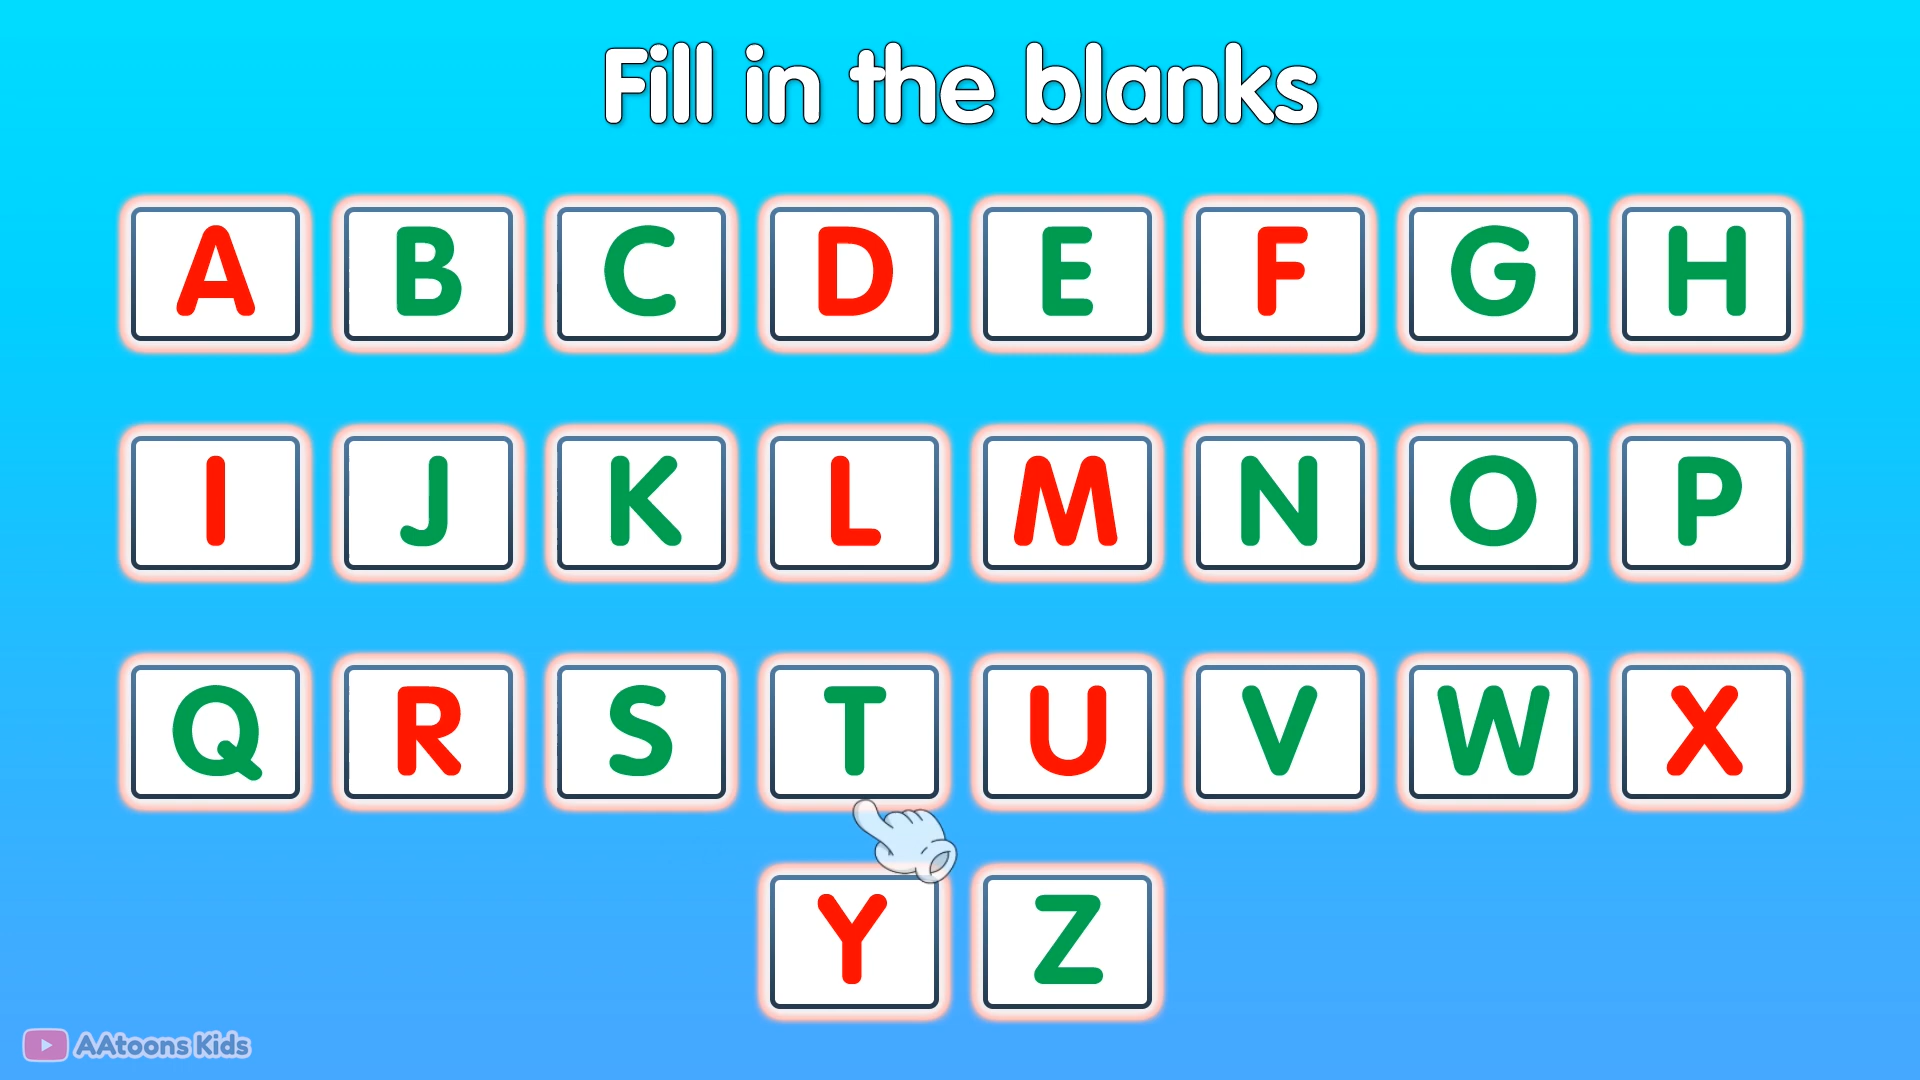 Fill in the blanks
A B C D E F G H
I J K L M N O P
Q R S T U V W X
Y Z
AAtoons Kids